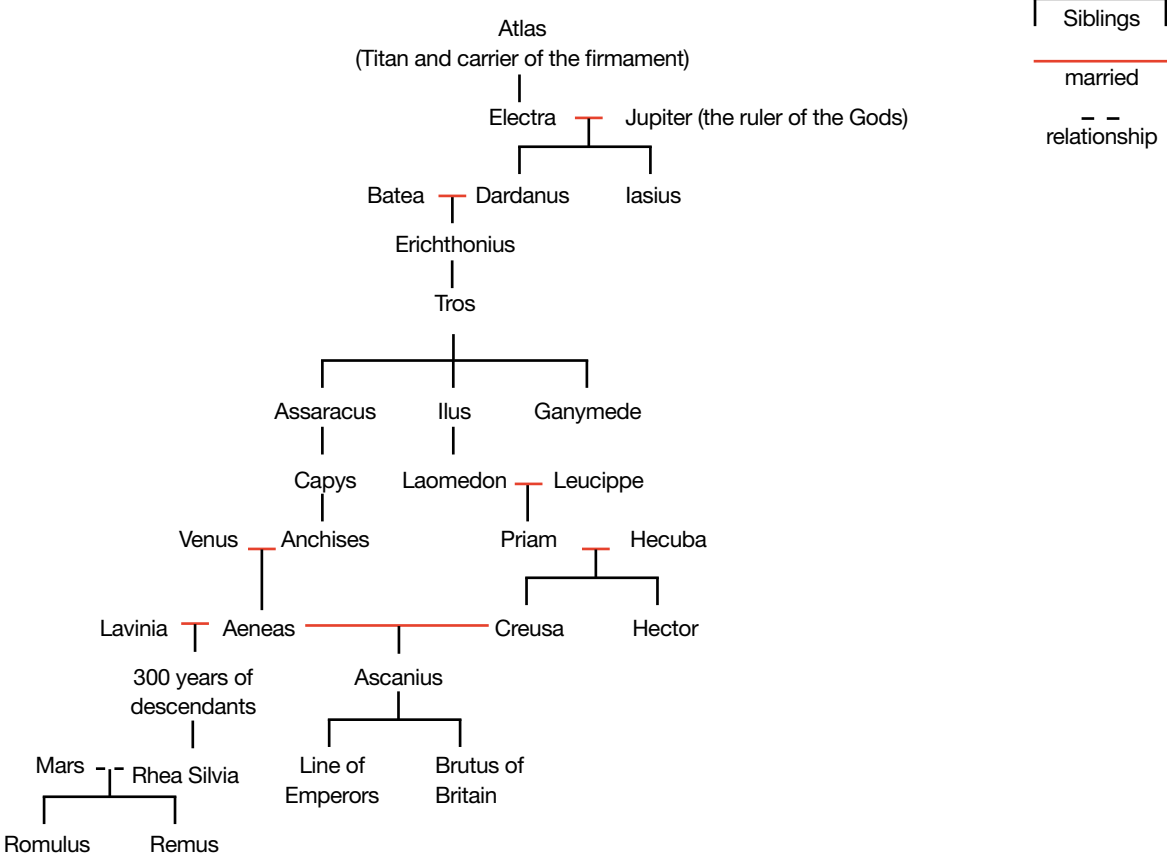 Siblings
married
relationship
Atlas
(Titan and carrier of the firmament)
Electra
Jupiter (the ruler of the Gods)
Batea
Dardanus
Iasius
Erichthonius
Tros
Assaracus
Ilus
Ganymede
Capys
Laomedon
Leucippe
Venus
Anchises
Priam
Hecuba
Lavinia
Aeneas
Creusa
Hector
300 years of
descendants
Ascanius
Mars
Rhea Silvia
Line of
Emperors
Brutus of
Britain
Romulus
Remus